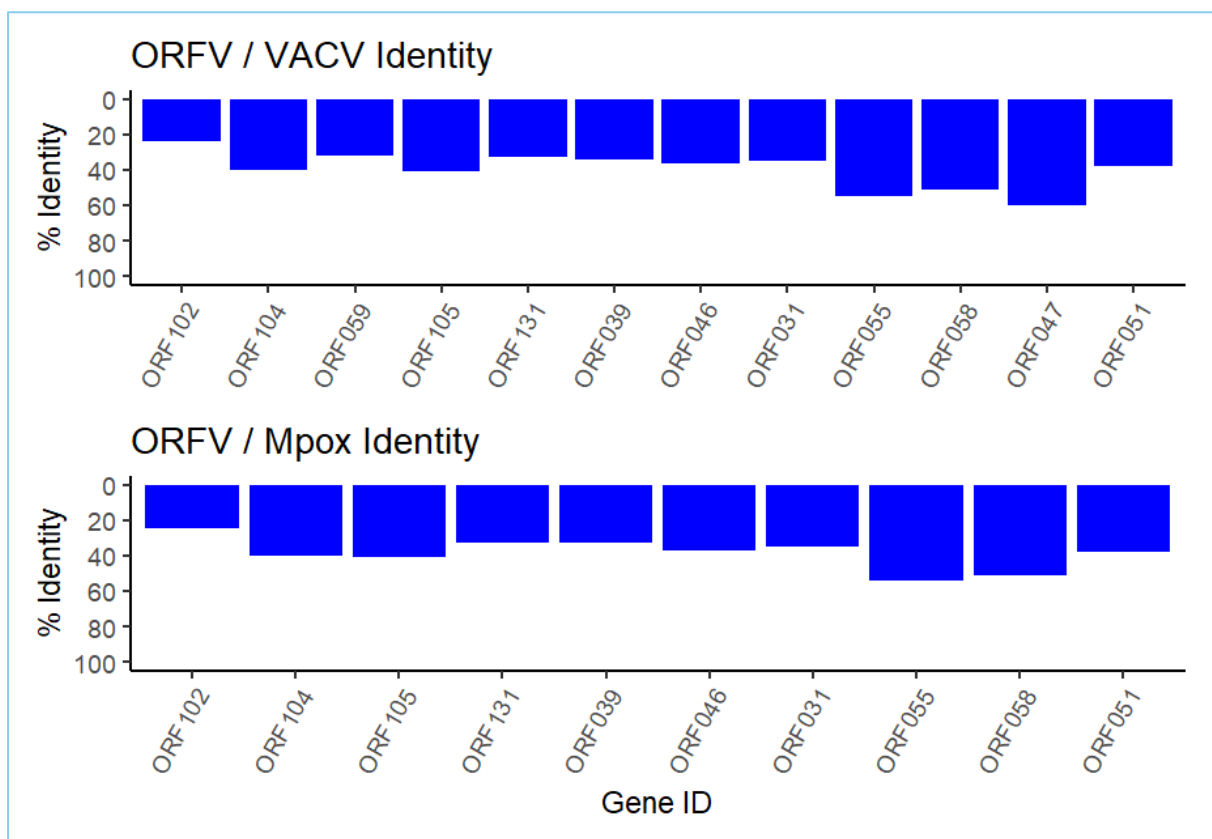 ORFV / VACV Identity
% Identity
0
20
40
60
80
100
ORF102
ORF104
ORF059
ORF105
ORF131
ORF039
ORF046
ORF031
ORF055
ORF058
ORF047
ORF051
ORFV / Mpox Identity
% Identity
0
20
40
60
80
100
ORF102
ORF104
ORF105
ORF131
ORF039
ORF046
ORF031
ORF055
ORF058
ORF051
Gene ID